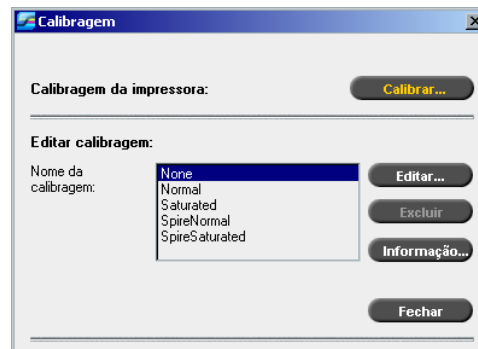 Calibragem
Calibragem da impressora:
Calibrar...
Editar calibragem:
Nome da
calibragem:
None
Normal
Saturated
SpireNormal
SpireSaturated
Editar...
Excluir
Informação...
Fechar